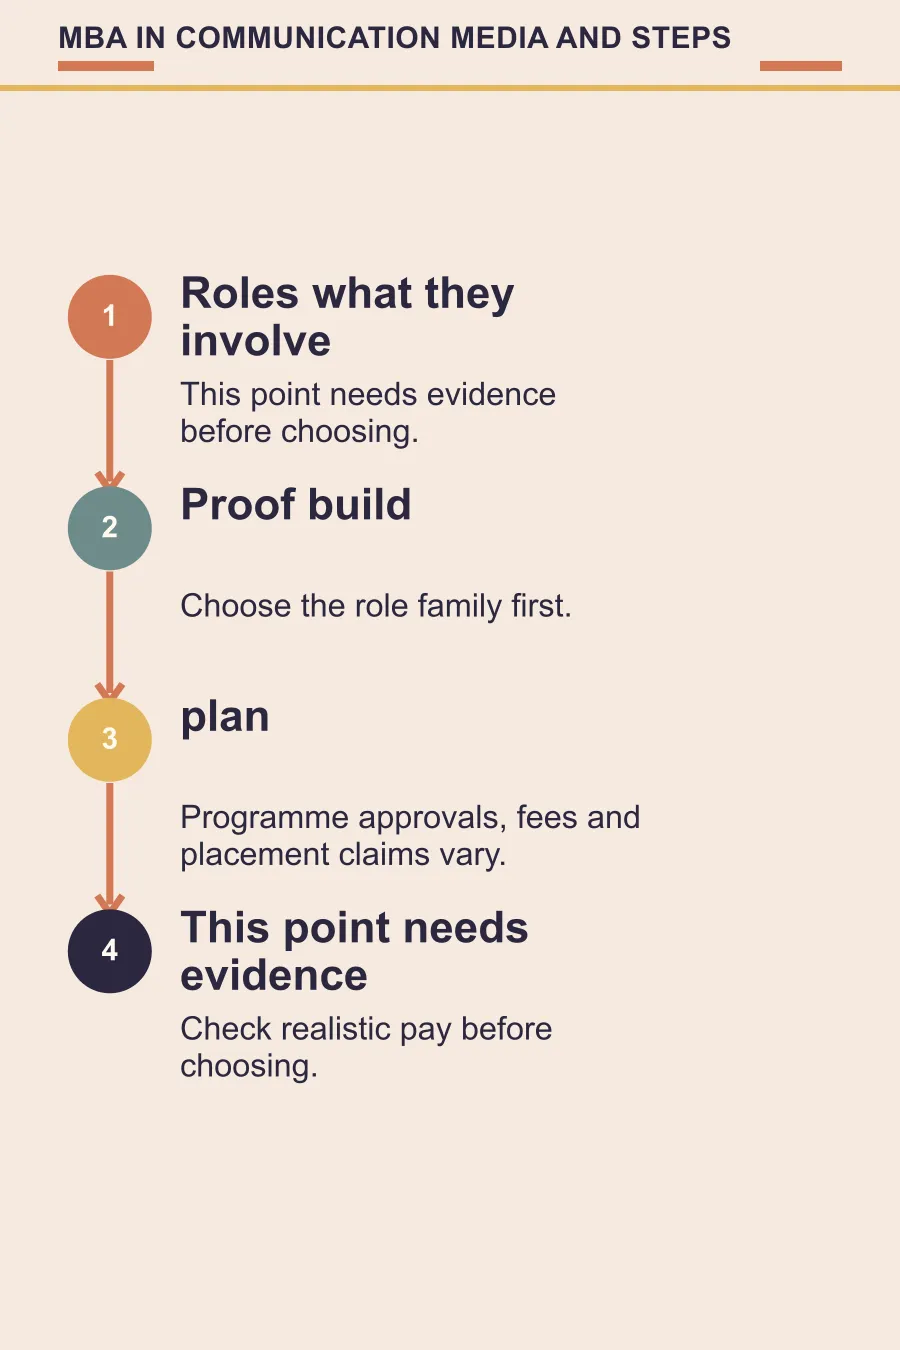 MBA IN COMMUNICATION MEDIA AND STEPS
1
Roles what they
involve
This point needs evidence
before choosing.
2
Proof build
Choose the role family first.
3
plan
Programme approvals, fees and
placement claims vary.
4
This point needs
evidence
Check realistic pay before
choosing.